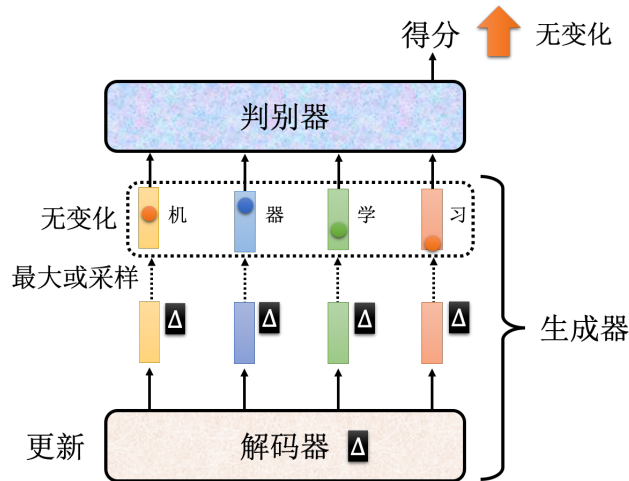 得分
无变化
判别器
机
器
学
习
无变化
最大或采样
Δ
Δ
Δ
Δ
生成器
更新
解码器 Δ